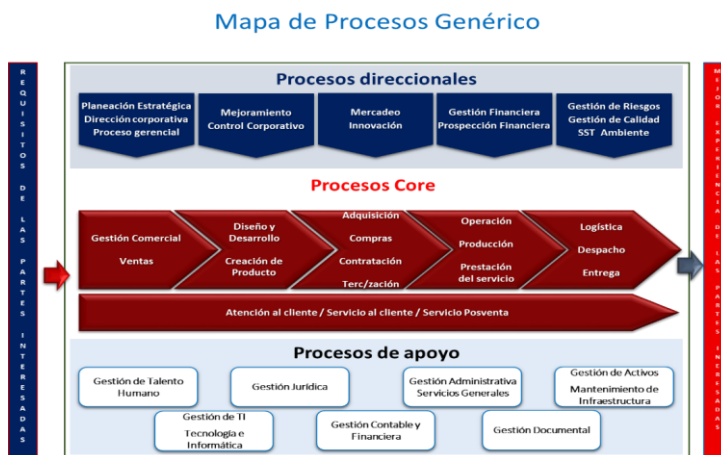 Mapa de Procesos Genérico
REQUISITOS DE LAS PARTES INTERESADAS
Procesos direccionales
Planeación Estratégica
Dirección corporativa
Proceso gerencial
Mejoramiento
Control Corporativo
Mercadeo
Innovación
Gestión Financiera
Prospección Financiera
Gestión de Riesgos
Gestión de Calidad
SST Ambiente
Procesos Core
Gestión Comercial
Ventas
Diseño y
Desarrollo
Creación de
Producto
Adquisición
Compras
Contratación
Terc/zación
Operación
Producción
Prestación
del servicio
Logística
Despacho
Entrega
Atención al cliente / Servicio al cliente / Servicio Posventa
Procesos de apoyo
Gestión de Talento
Humano
Gestión Jurídica
Gestión Administrativa
Servicios Generales
Gestión de Activos
Mantenimiento de
Infraestructura
Gestión de TI
Tecnología e
Informática
Gestión Contable y
Financiera
Gestión Documental
MEJOR EXPERIENCIA DE LAS PARTES INERESADAS